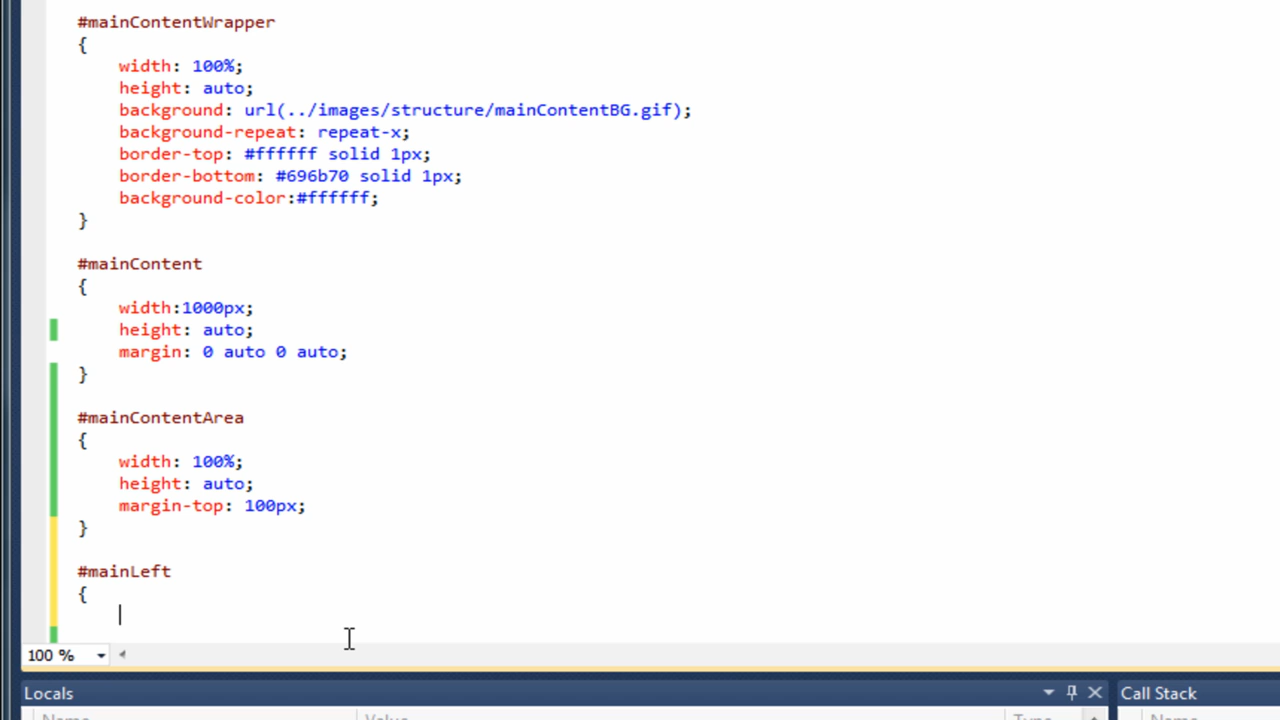 #mainContentWrapper
{
width: 100%;
height: auto;
background: url(../images/structure/mainContentBG.gif);
background-repeat: repeat-x;
border-top: #ffffff solid 1px;
border-bottom: #696b70 solid 1px;
background-color:#ffffff;
}
#mainContent
{
width:1000px;
height: auto;
margin: 0 auto 0 auto;
}
#mainContentArea
{
width: 100%;
height: auto;
margin-top: 100px;
}
#mainLeft
{
100 %
Locals
Call Stack
Name
Value
Type
Name